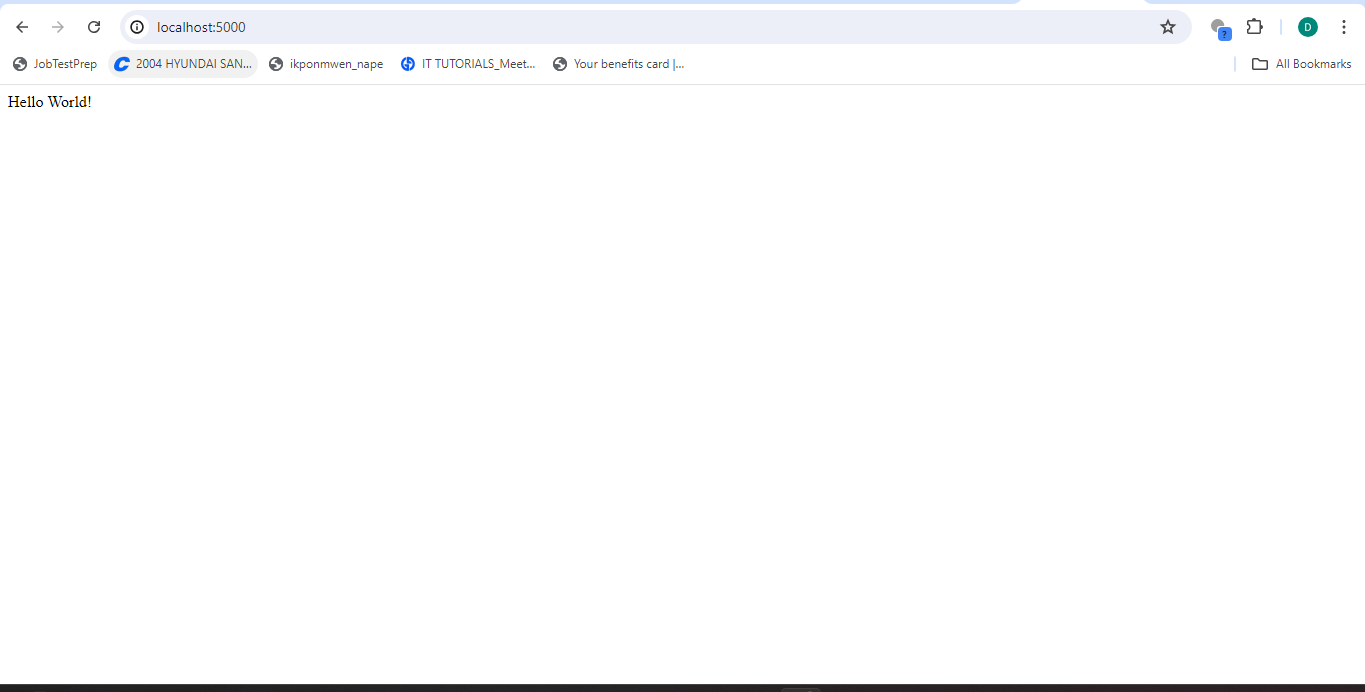 localhost:5000
D
JobTestPrep
2004 HYUNDAI SAN...
ikponmwen_nape
IT TUTORIALS_Meet...
Your benefits card |...
All Bookmarks
Hello World!